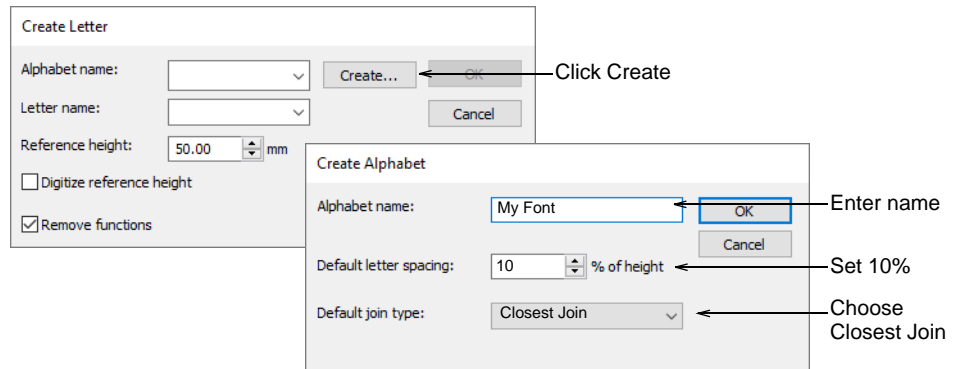 Create Letter
Alphabet name:
Create...
OK
Click Create
Letter name:
Cancel
Reference height:
50.00
mm
Digitize reference height
Remove functions
Create Alphabet
Alphabet name:
My Font
OK
Enter name
Cancel
Default letter spacing:
10
% of height
Set 10%
Default join type:
Closest Join
Choose
Closest Join